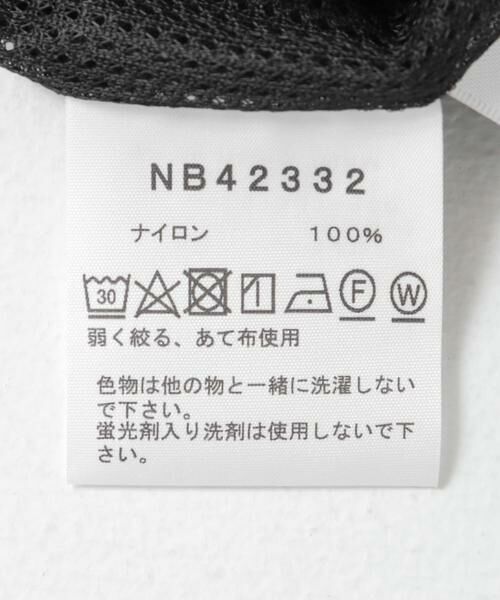 NB42332
ナイロン 100%
30 F W
弱く絞る、あて布使用
色物は他の物と一緒に洗濯しない
で下さい。
蛍光剤入り洗剤は使用しないで下
さい。